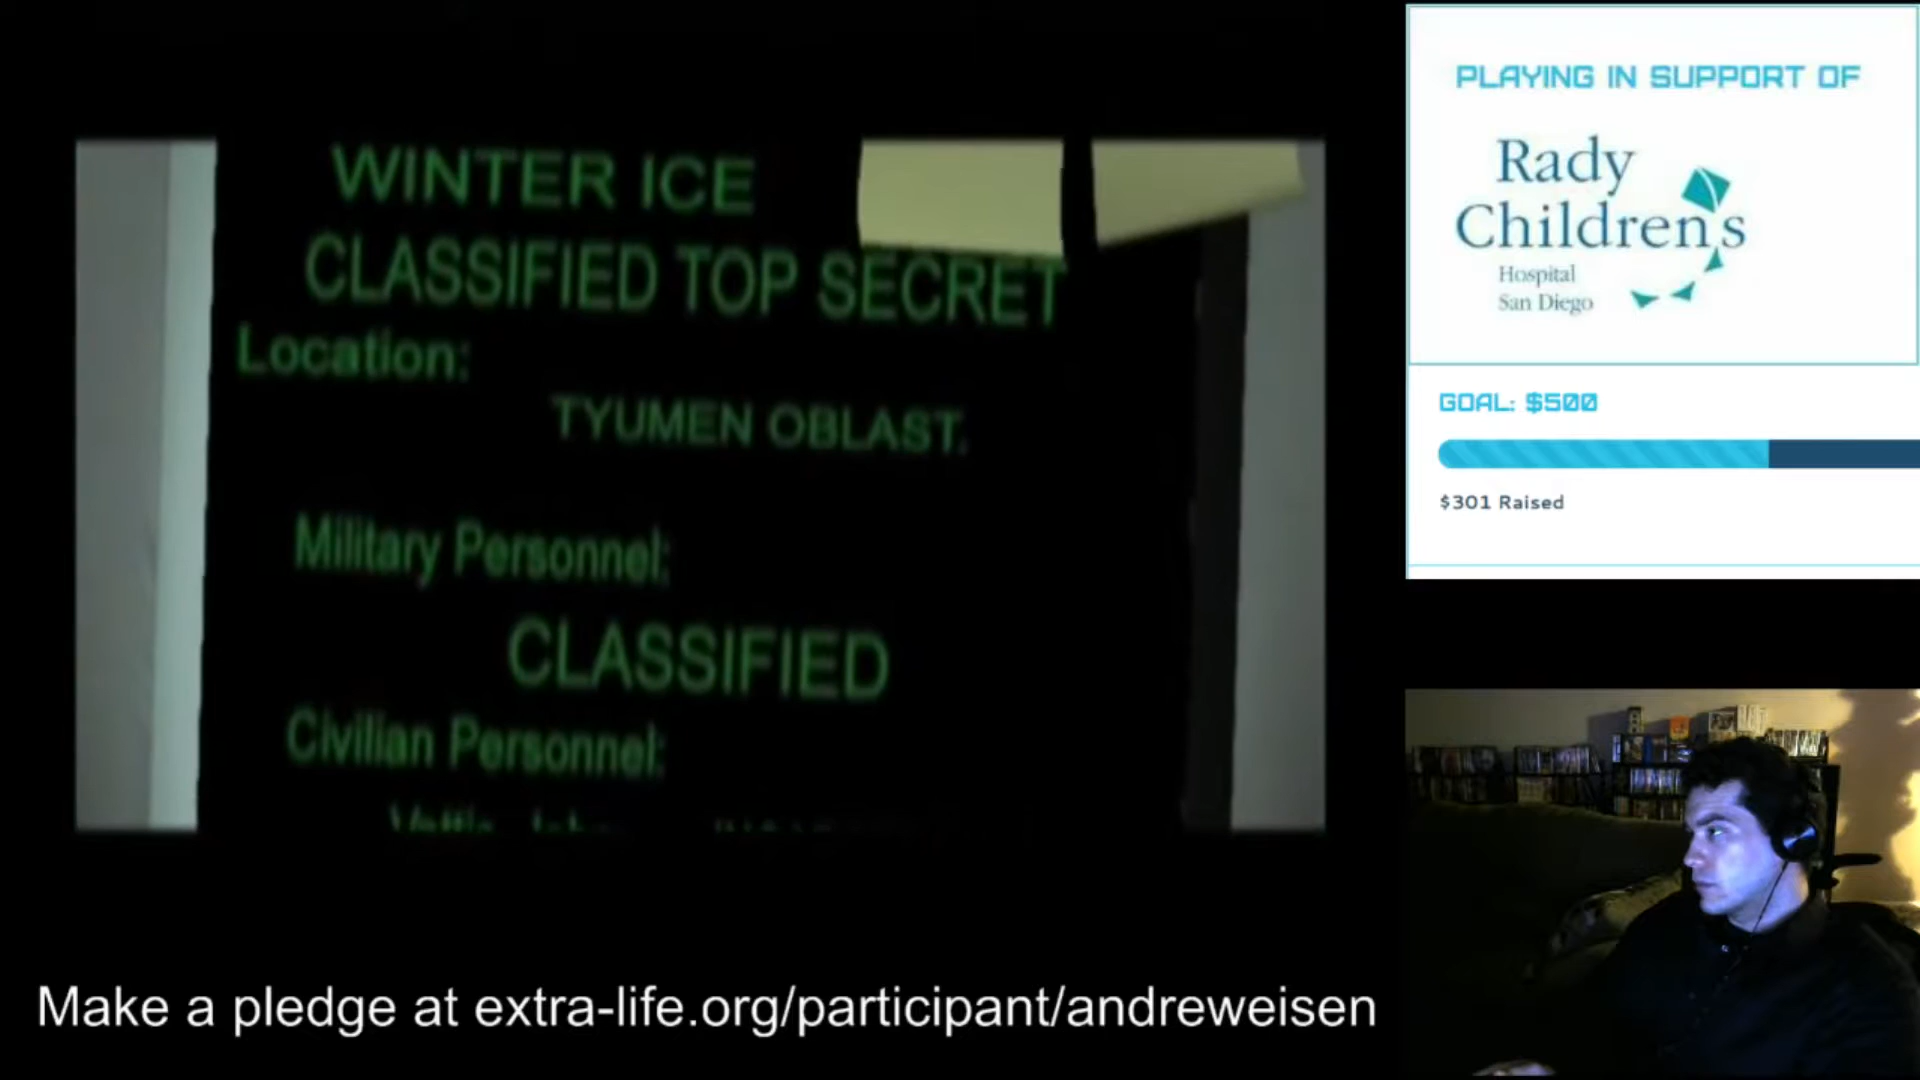 WINTER ICE
CLASSIFIED TOP SECRET
Location:
TYUMEN OBLAST.
Military Personnel:
CLASSIFIED
Civilian Personnel:
PLAYING IN SUPPORT OF
Rady
Children's
Hospital
San Diego
GOAL: $500
$301 Raised
Make a pledge at extra-life.org/participant/andreweisen